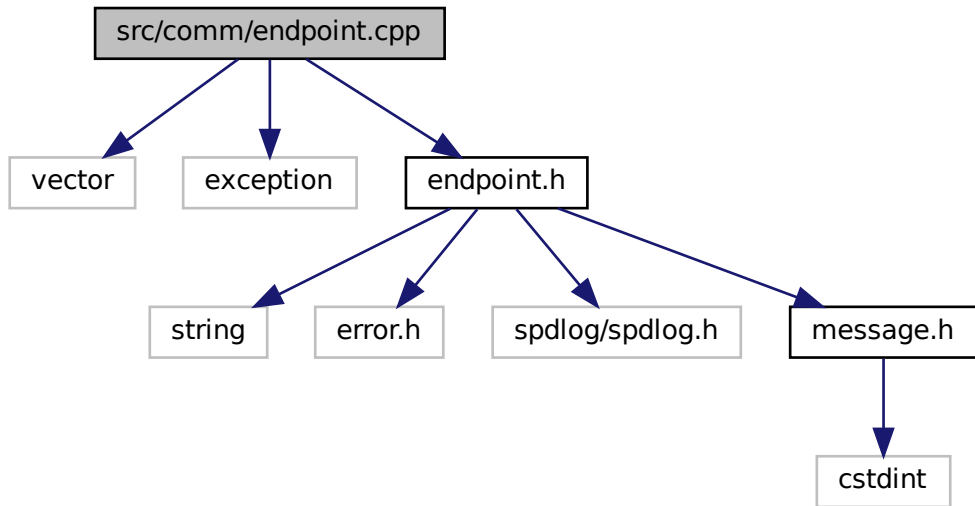 src/comm/endpoint.cpp
vector
exception
endpoint.h
string
error.h
spdlog/spdlog.h
message.h
cstdint